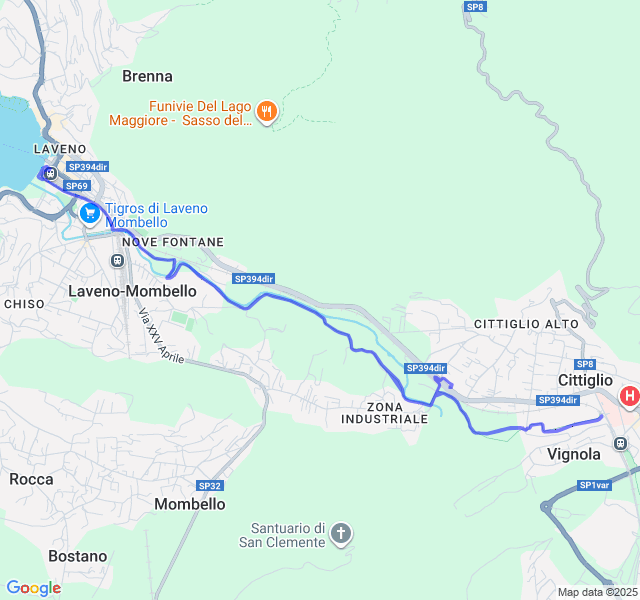 SP8
Brenna
Funivie Del Lago
Maggiore - Sasso del...
LAVENO
SP394dir
SP69
Tigros di Laveno
Mombello
NOVE FONTANE
SP394dir
Laveno-Mombello
CHISO
Via XXV Aprile
CITTIGLIO ALTO
SP8
SP394dir
Cittiglio
H
SP394dir
ZONA
INDUSTRIALE
Vignola
Rocca
SP32
SP1var
Mombello
Santuario di
San Clemente
Bostano
Google
Map data ©2025